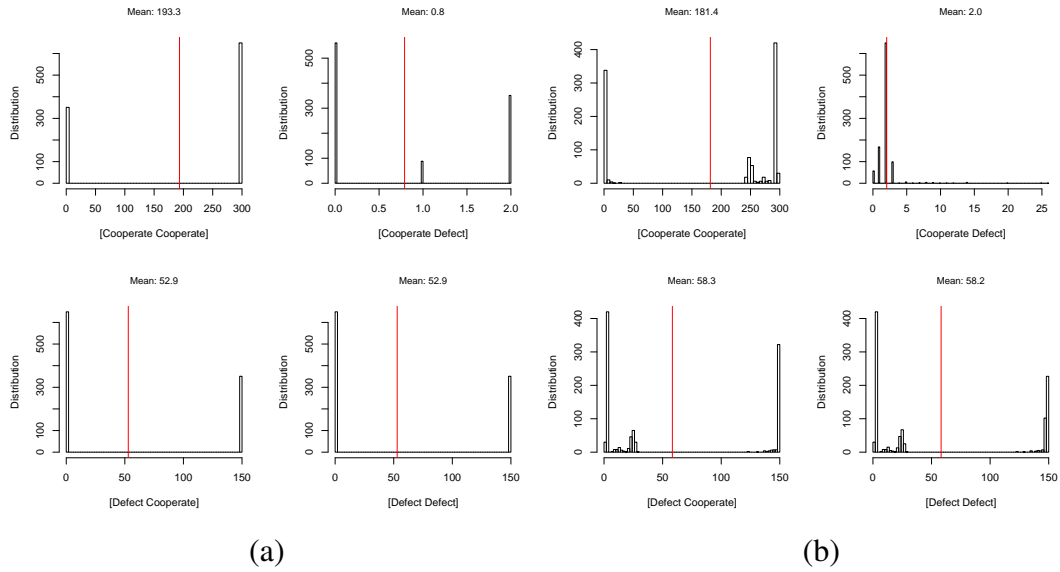 Mean: 193.3
Distribution
0 100 300 500
0 50 100 150 200 250 300
[Cooperate Cooperate]
Mean: 0.8
Distribution
0 100 300 500
0.0 0.5 1.0 1.5 2.0
[Cooperate Defect]
Mean: 181.4
Distribution
0 100 200 300 400
0 50 100 150 200 250 300
[Cooperate Cooperate]
Mean: 2.0
Distribution
0 100 300 500
0 5 10 15 20 25
[Cooperate Defect]
Mean: 52.9
Distribution
0 100 300 500
0 50 100 150
[Defect Cooperate]
Mean: 52.9
Distribution
0 100 300 500
0 50 100 150
[Defect Defect]
Mean: 58.3
Distribution
0 100 200 300 400
0 50 100 150
[Defect Cooperate]
Mean: 58.2
Distribution
0 100 200 300 400
0 50 100 150
[Defect Defect]
(a)
(b)